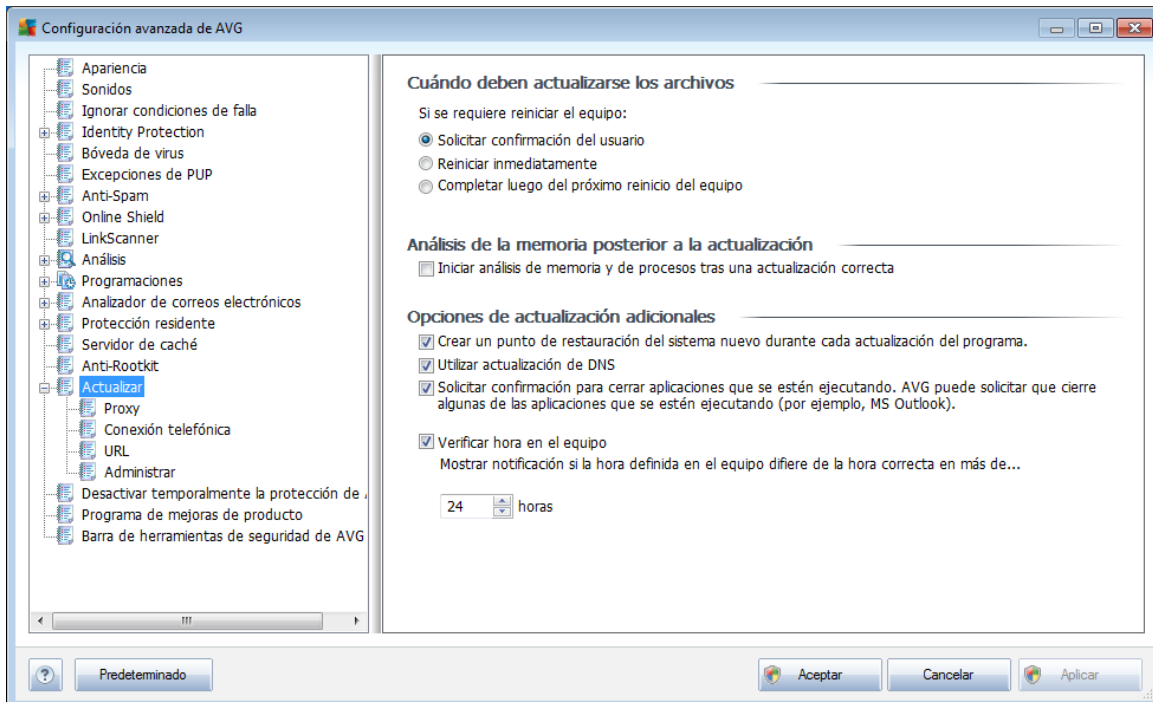 Configuración avanzada de AVG
Apariencia
Sonidos
Ignorar condiciones de falla
Identity Protection
Bóveda de virus
Excepciones de PUP
Anti-Spam
Online Shield
LinkScanner
Análisis
Programaciones
Analizador de correos electrónicos
Protección residente
Servidor de caché
Anti-Rootkit
Actualizar
Proxy
Conexión telefónica
URL
Administrar
Desactivar temporalmente la protección de
Programa de mejoras de producto
Barra de herramientas de seguridad de AVG
Cuándo deben actualizarse los archivos
Si se requiere reiniciar el equipo:
Solicitar confirmación del usuario
Reiniciar inmediatamente
Completar luego del próximo reinicio del equipo
Análisis de la memoria posterior a la actualización
Iniciar análisis de memoria y de procesos tras una actualización correcta
Opciones de actualización adicionales
Crear un punto de restauración del sistema nuevo durante cada actualización del programa.
Utilizar actualización de DNS
Solicitar confirmación para cerrar aplicaciones que se estén ejecutando. AVG puede solicitar que cierre
algunas de las aplicaciones que se estén ejecutando (por ejemplo, MS Outlook).
Verificar hora en el equipo
Mostrar notificación si la hora definida en el equipo difiere de la hora correcta en más de...
24 horas
? Predeterminado Aceptar Cancelar Aplicar